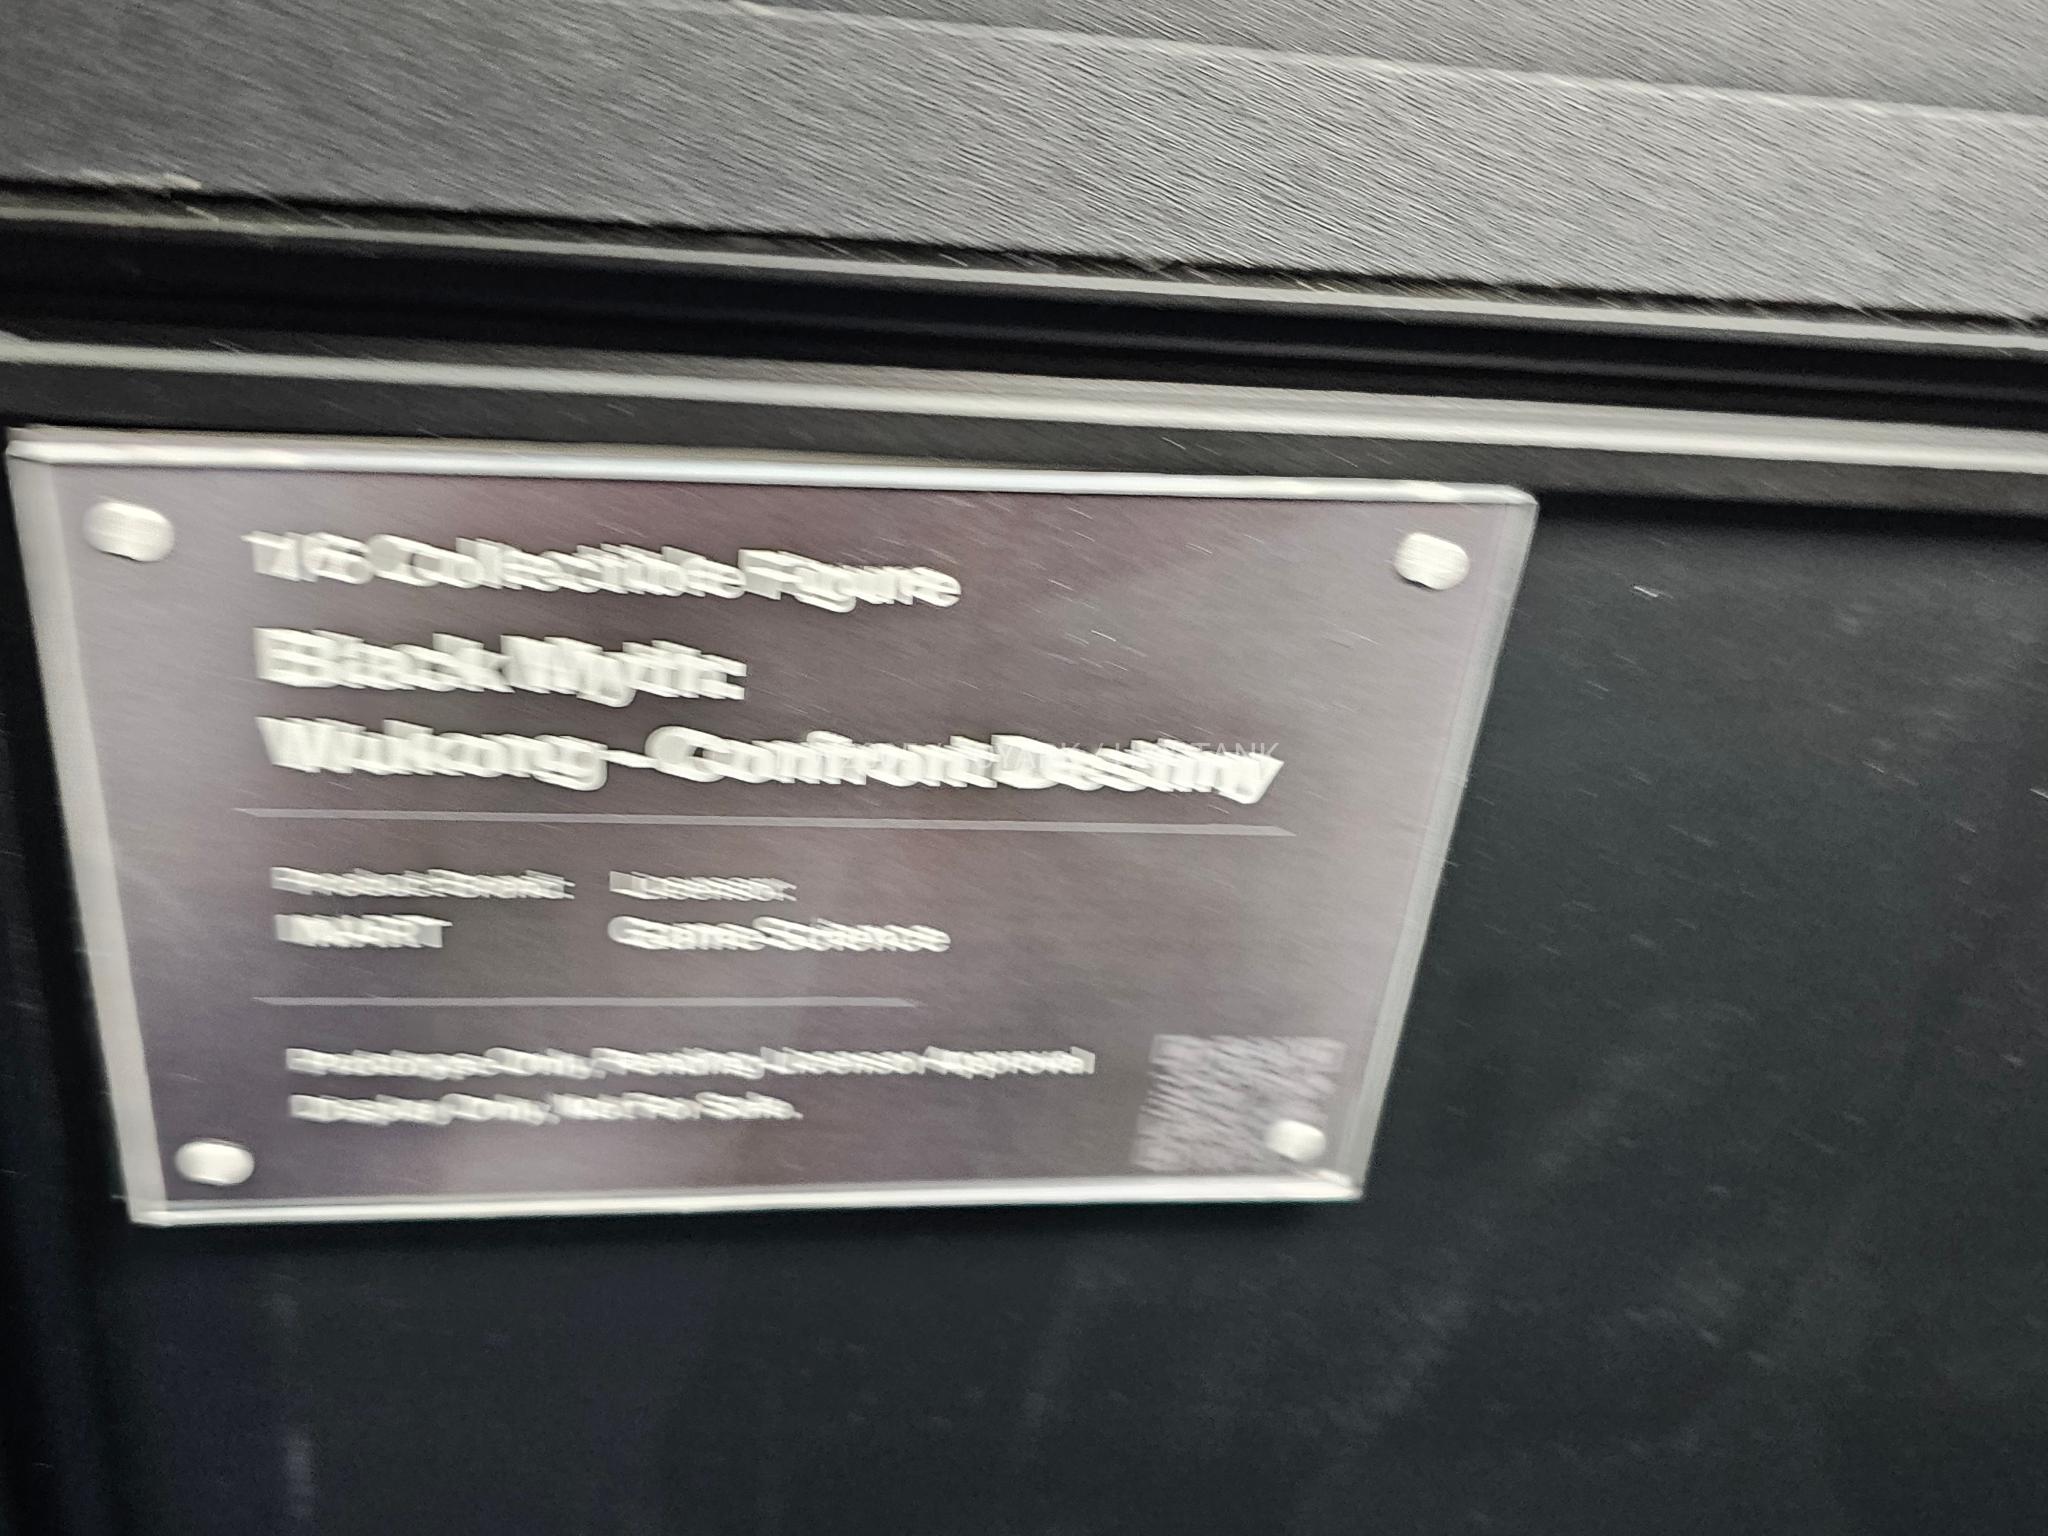 1/6 Collectible Figure
Black Myth:
Wukong – Confront Destiny
Product Brand:
Licensor:
INART
Game Science
Prototype Only, Pending Licensor Approval
Display Only, Not For Sale.